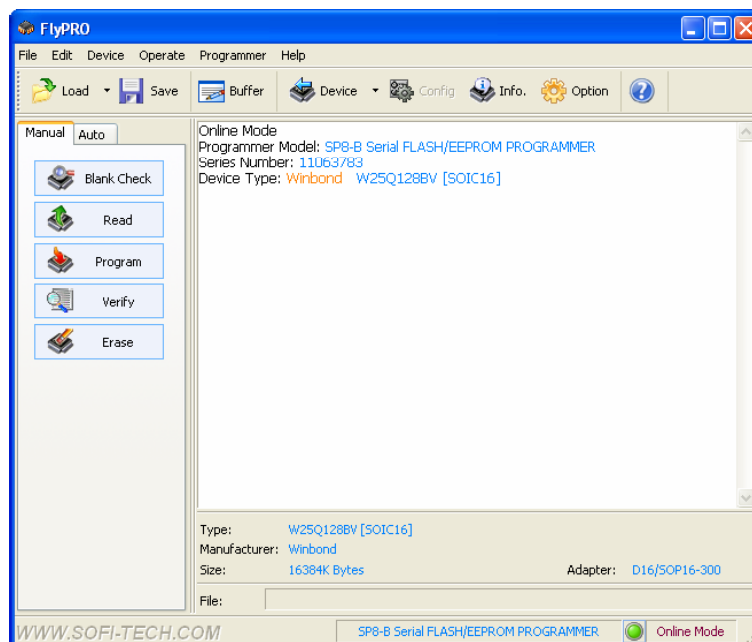 FlyPRO
File Edit Device Operate Programmer Help
Load Save Buffer Device Config Info. Option
Manual Auto
Blank Check
Read
Program
Verify
Erase
Online Mode
Programmer Model: SP8-B Serial FLASH/EEPROM PROGRAMMER
Series Number: 11063783
Device Type: Winbond W25Q128BV [SOIC16]
Type: W25Q128BV [SOIC16]
Manufacturer: Winbond
Size: 16384K Bytes Adapter: D16/SOP16-300
File:
WWW.SOFI-TECH.COM SP8-B Serial FLASH/EEPROM PROGRAMMER Online Mode